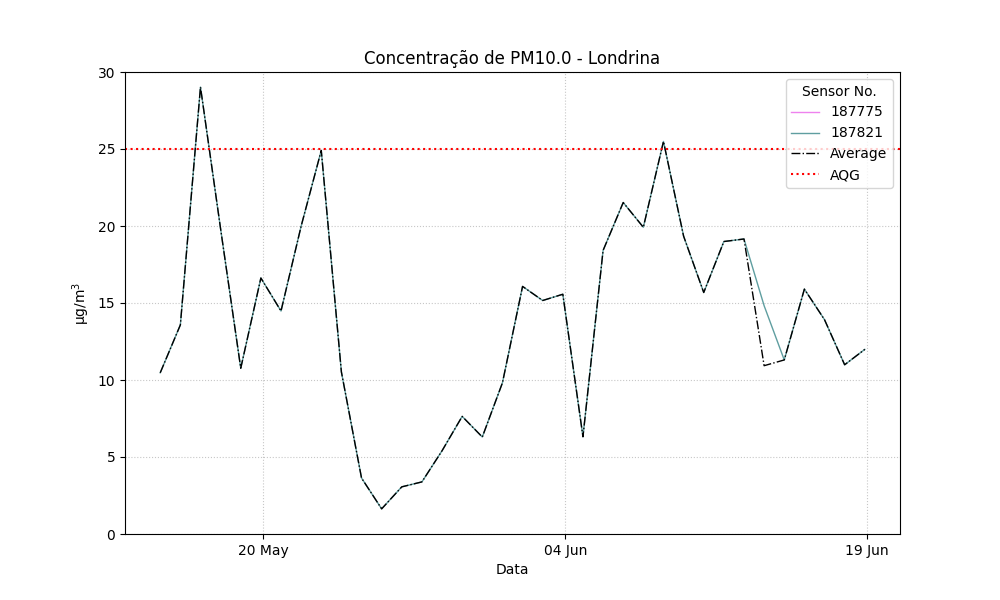 Concentração de PM10.0 - Londrina
30
25
20
15
10
5
0
µg/m³
Sensor No.
187775
187821
Average
AQG
20 May
04 Jun
19 Jun
Data